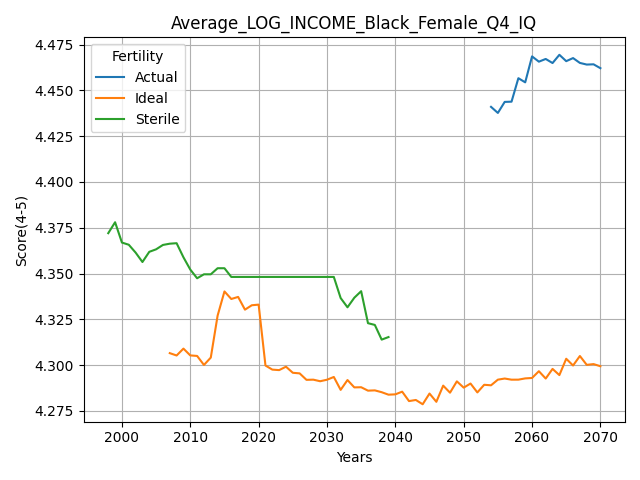 Average_LOG_INCOME_Black_Female_Q4_IQ
Fertility
Actual
Ideal
Sterile
Score(4-5)
4.475
4.450
4.425
4.400
4.375
4.350
4.325
4.300
4.275
2000 2010 2020 2030 2040 2050 2060 2070
Years